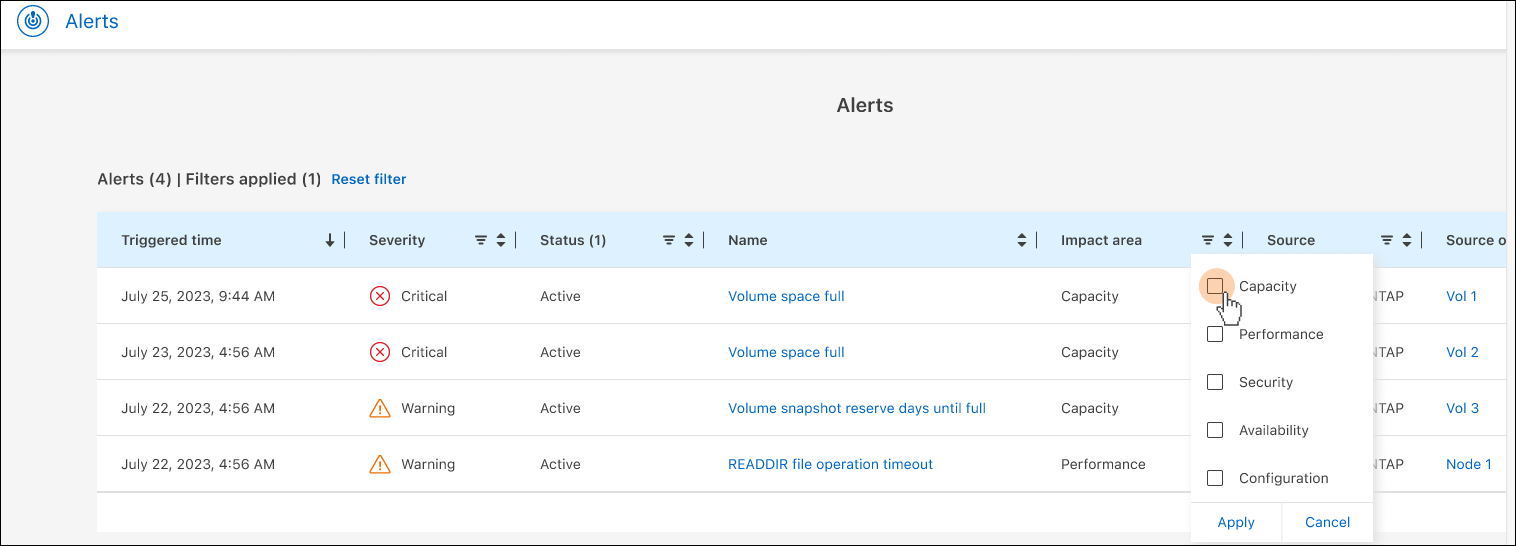 Alerts
Alerts
Alerts (4) | Filters applied (1) Reset filter
Triggered time Severity Status (1) Name Impact area Source Source o
July 25, 2023, 9:44 AM Critical Active Volume space full Capacity NTAP Vol 1
July 23, 2023, 4:56 AM Critical Active Volume space full Capacity NTAP Vol 2
July 22, 2023, 4:56 AM Warning Active Volume snapshot reserve days until full Capacity NTAP Vol 3
July 22, 2023, 4:56 AM Warning Active READDIR file operation timeout Performance NTAP Node 1
Capacity
Performance
Security
Availability
Configuration
Apply Cancel